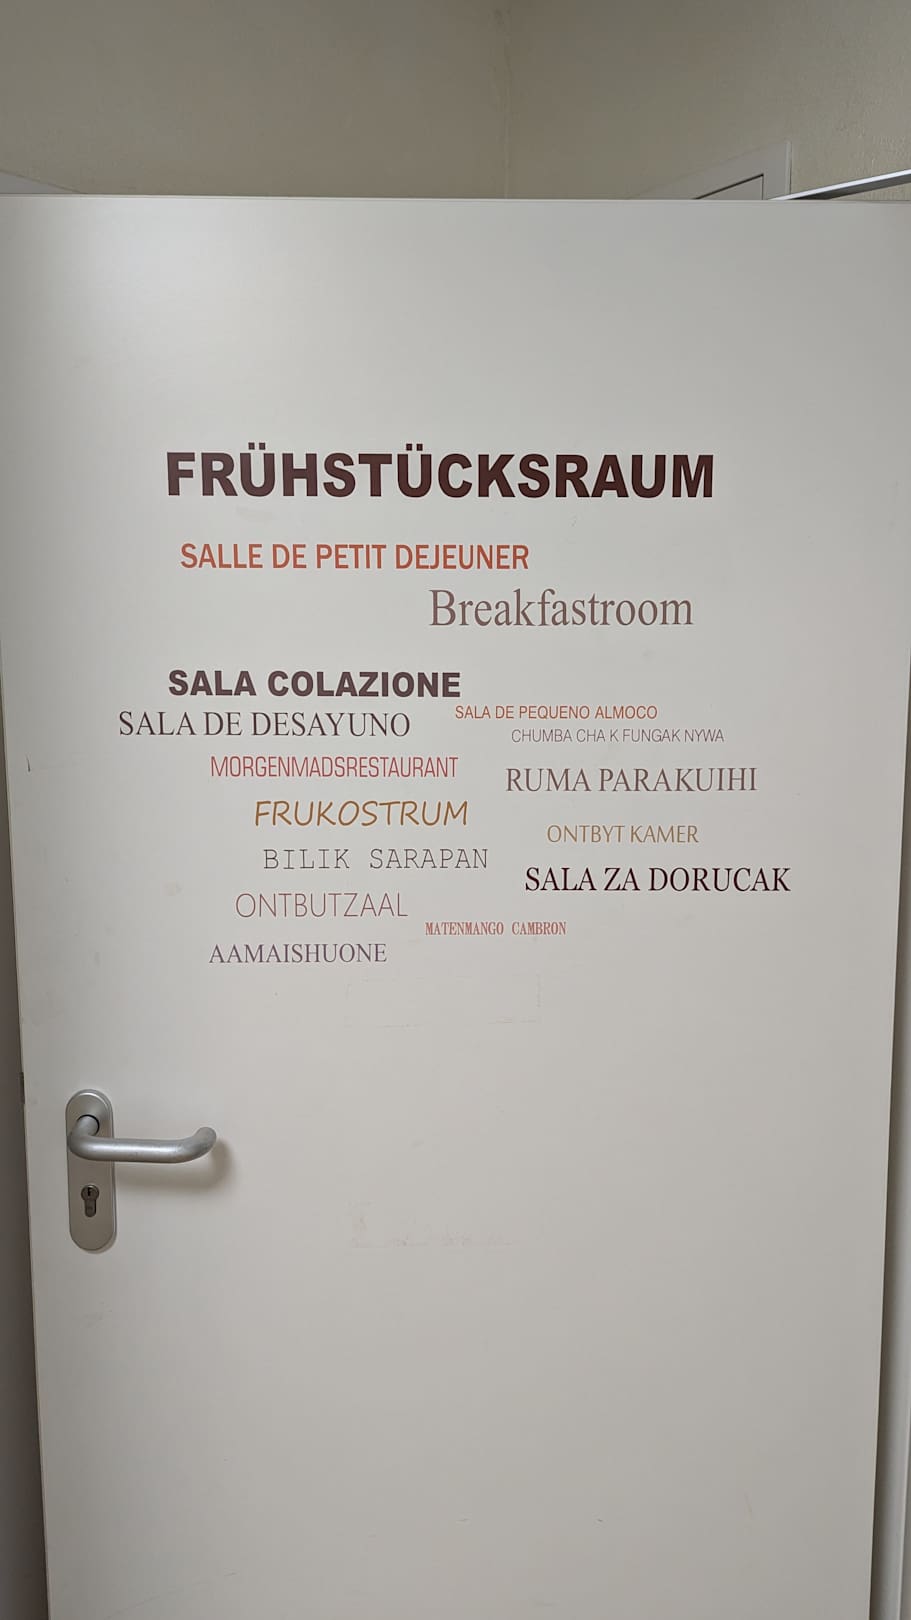 FRÜHSTÜCKSRAUM
SALLE DE PETIT DEJEUNER
Breakfastroom
SALA COLAZIONE
SALA DE DESAYUNO
SALA DE PEQUENO ALMOCO
CHUMBA CHA K FUNGAK NYWA
MORGENMADSRESTAURANT
RUMA PARAKUIHI
FRUKOSTRUM
ONTBYT KAMER
BILIK SARAPAN
SALA ZA DORUCAK
ONTBUTZAAL
MATENMANGO CAMBRON
AAMAISHUONE